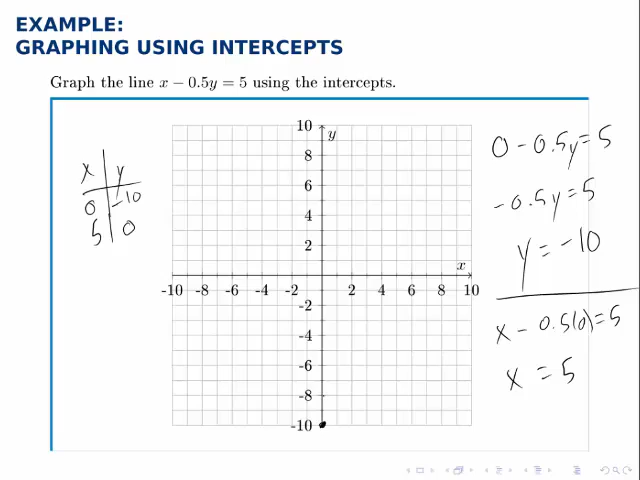 EXAMPLE:
GRAPHING USING INTERCEPTS
Graph the line x − 0.5y = 5 using the intercepts.
x y
0 -10
5 0
10
8
6
4
2
-2
-4
-6
-8
-10
y
x
-10 -8 -6 -4 -2 2 4 6 8 10
0 - 0.5y = 5
-0.5y = 5
y = -10
x - 0.5(0) = 5
x = 5